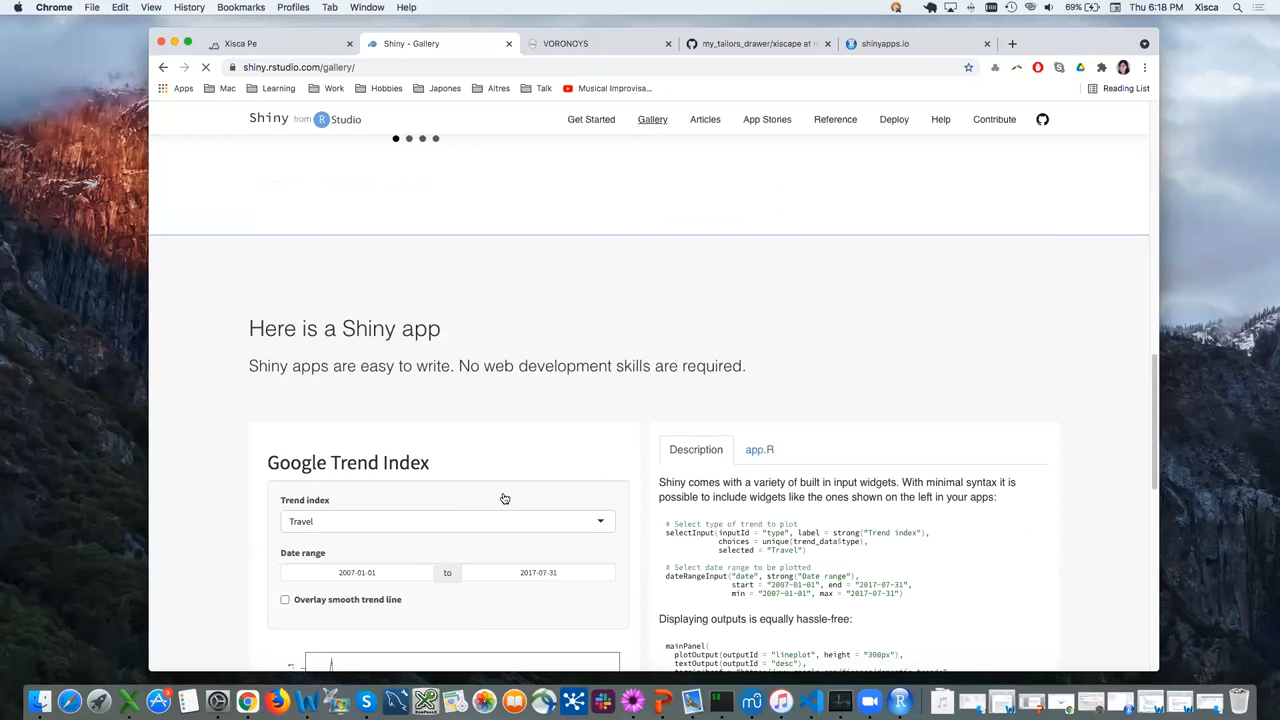 Chrome File Edit View History Bookmarks Profiles Tab Window Help 69% Thu 6:18 PM Xisca
Xisca Pe Shiny - Gallery VORONOYS my_tailors_drawer/xiscape at m shinyapps.io
shiny.rstudio.com/gallery/
Apps Mac Learning Work Hobbies Japones Altres Talk Musical Improvisa... Reading List
Shiny from R Studio Get Started Gallery Articles App Stories Reference Deploy Help Contribute
Here is a Shiny app
Shiny apps are easy to write. No web development skills are required.
Google Trend Index
Trend index
Travel
Date range
2007-01-01 to 2017-07-31
Overlay smooth trend line
Description app.R
Shiny comes with a variety of built in input widgets. With minimal syntax it is
possible to include widgets like the ones shown on the left in your apps:
# Select type of trend to plot
selectInput(inputId = "type", label = strong("Trend index"),
choices = unique(trend_data$type),
selected = "Travel")
# Select date range to be plotted
dateRangeInput("date", strong("Date range"),
start = "2007-01-01", end = "2017-07-31",
min = "2007-01-01", max = "2017-07-31")
Displaying outputs is equally hassle-free:
mainPanel(
plotOutput(outputId = "lineplot", height = "300px"),
textOutput(outputId = "desc"),